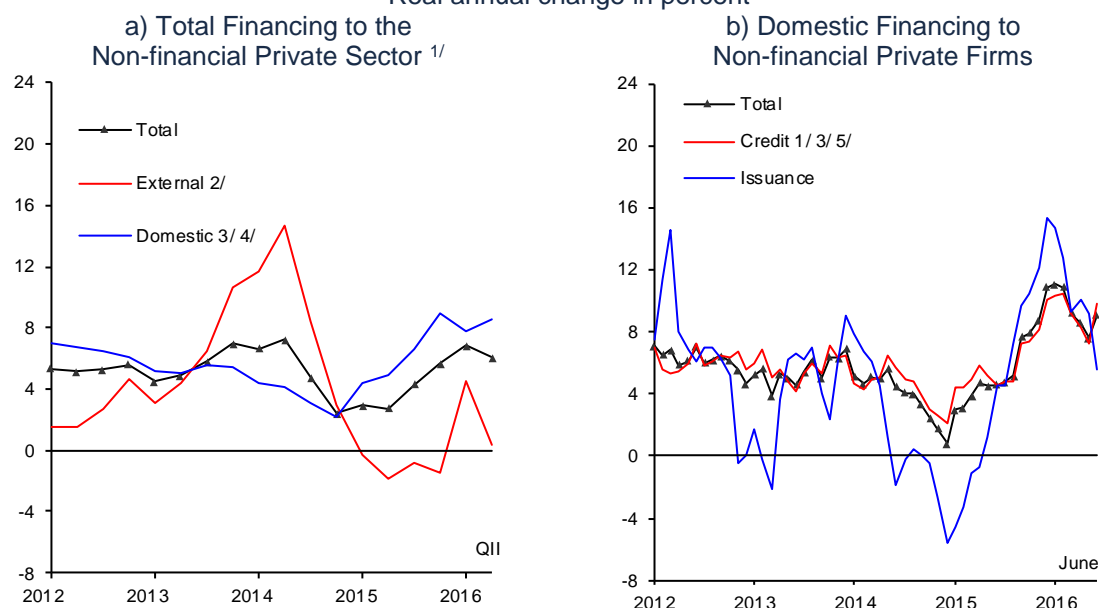 Real annual change in percent
a) Total Financing to the
Non-financial Private Sector 1/
24
20
16
12
8
4
0
-4
-8
Total
External 2/
Domestic 3/ 4/
QII
2012
2013
2014
2015
2016
b) Domestic Financing to
Non-financial Private Firms
24
20
16
12
8
4
0
-4
-8
Total
Credit 1/ 3/ 5/
Issuance
June
2012
2013
2014
2015
2016